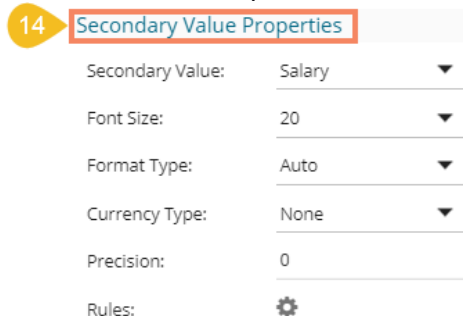 14 Secondary Value Properties
Secondary Value: Salary
Font Size: 20
Format Type: Auto
Currency Type: None
Precision: 0
Rules: